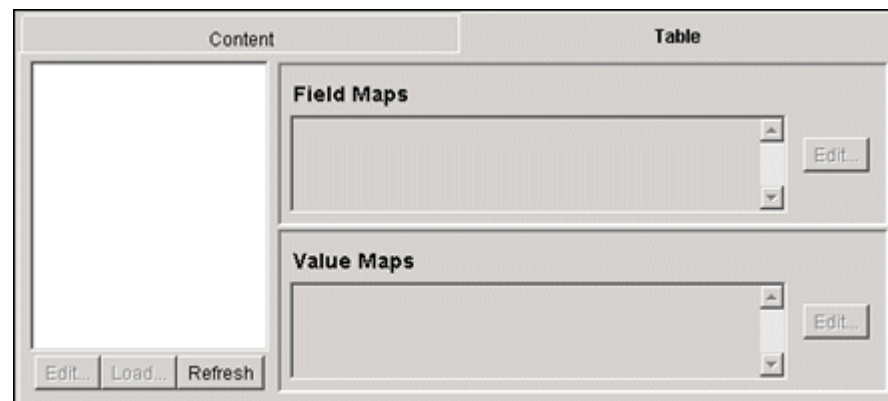 Content
Table
Field Maps
Edit...
Value Maps
Edit...
Edit...
Load...
Refresh